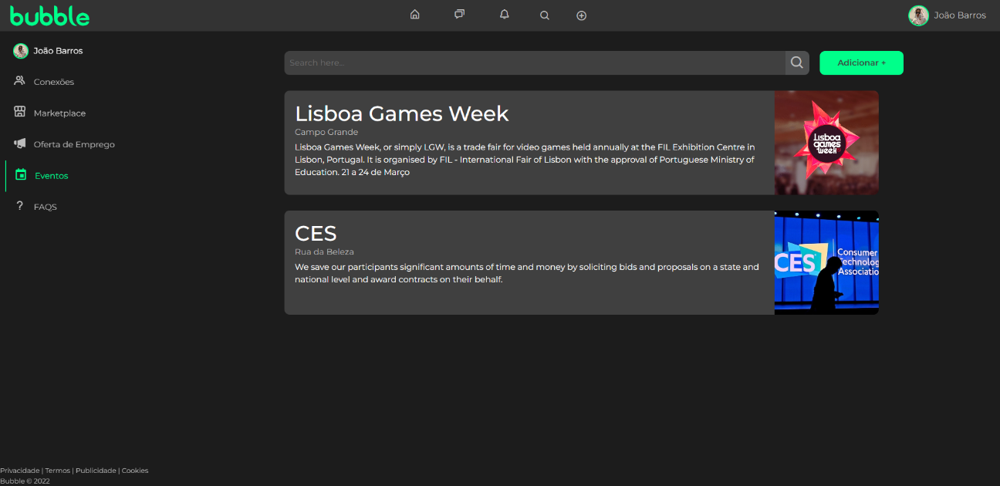 bubble
João Barros
João Barros
Conexões
Marketplace
Oferta de Emprego
Eventos
FAQS
Search here...
Adicionar +
Lisboa Games Week
Campo Grande
Lisboa Games Week, or simply LGW, is a trade fair for video games held annually at the FIL Exhibition Centre in
Lisbon, Portugal. It is organised by FIL - International Fair of Lisbon with the approval of Portuguese Ministry of
Education. 21 a 24 de Março
Lisboa
games
week
CES
Rua da Beleza
We save our participants significant amounts of time and money by soliciting bids and proposals on a state and
national level and award contracts on their behalf.
CES
Consumer
Technolog
Associatio
Privacidade | Termos | Publicidade | Cookies
Bubble © 2022